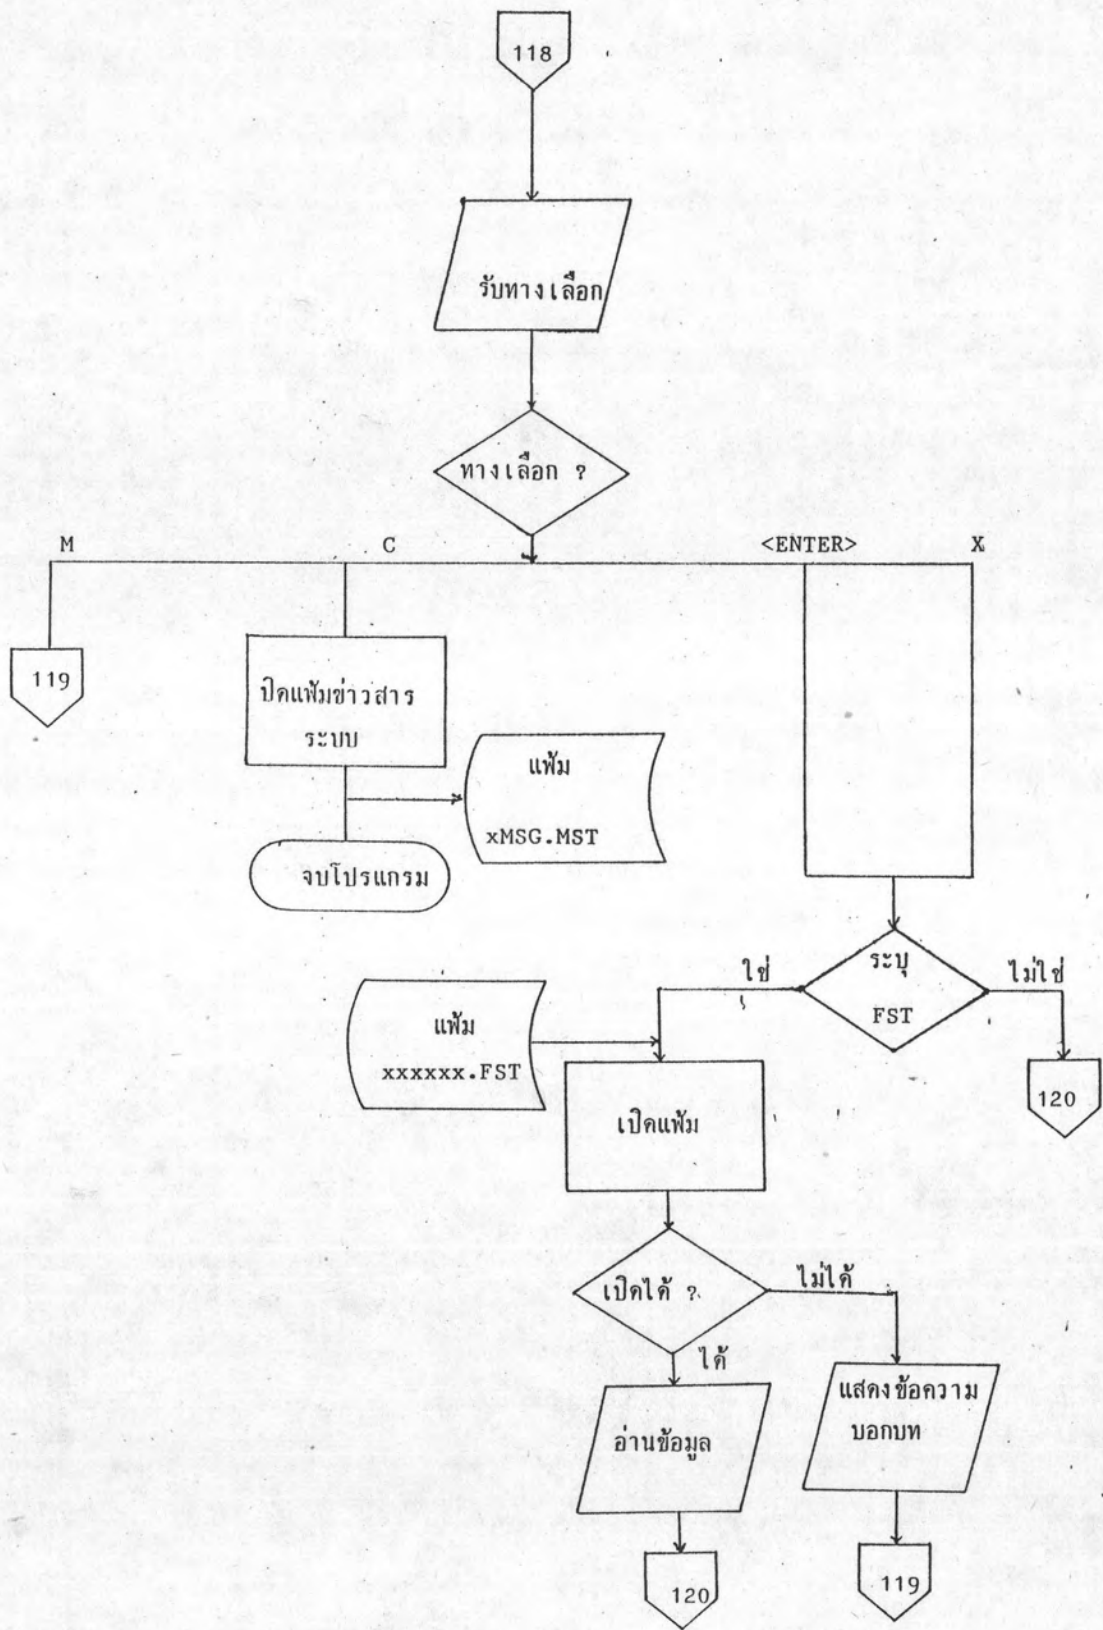 118
รับทางเลือก
ทางเลือก ?
M
C
<ENTER>
X
119
ปิดแฟ้มข่าวสาร
ระบบ
แฟ้ม
xMSG.MST
จบโปรแกรม
ระบุ
FST
ใช่
ไม่ใช่
แฟ้ม
xxxxxx.FST
120
เปิดแฟ้ม
เปิดได้ ?
ไม่ได้
ได้
แสดงข้อความ
บอกบท
อ่านข้อมูล
120
119